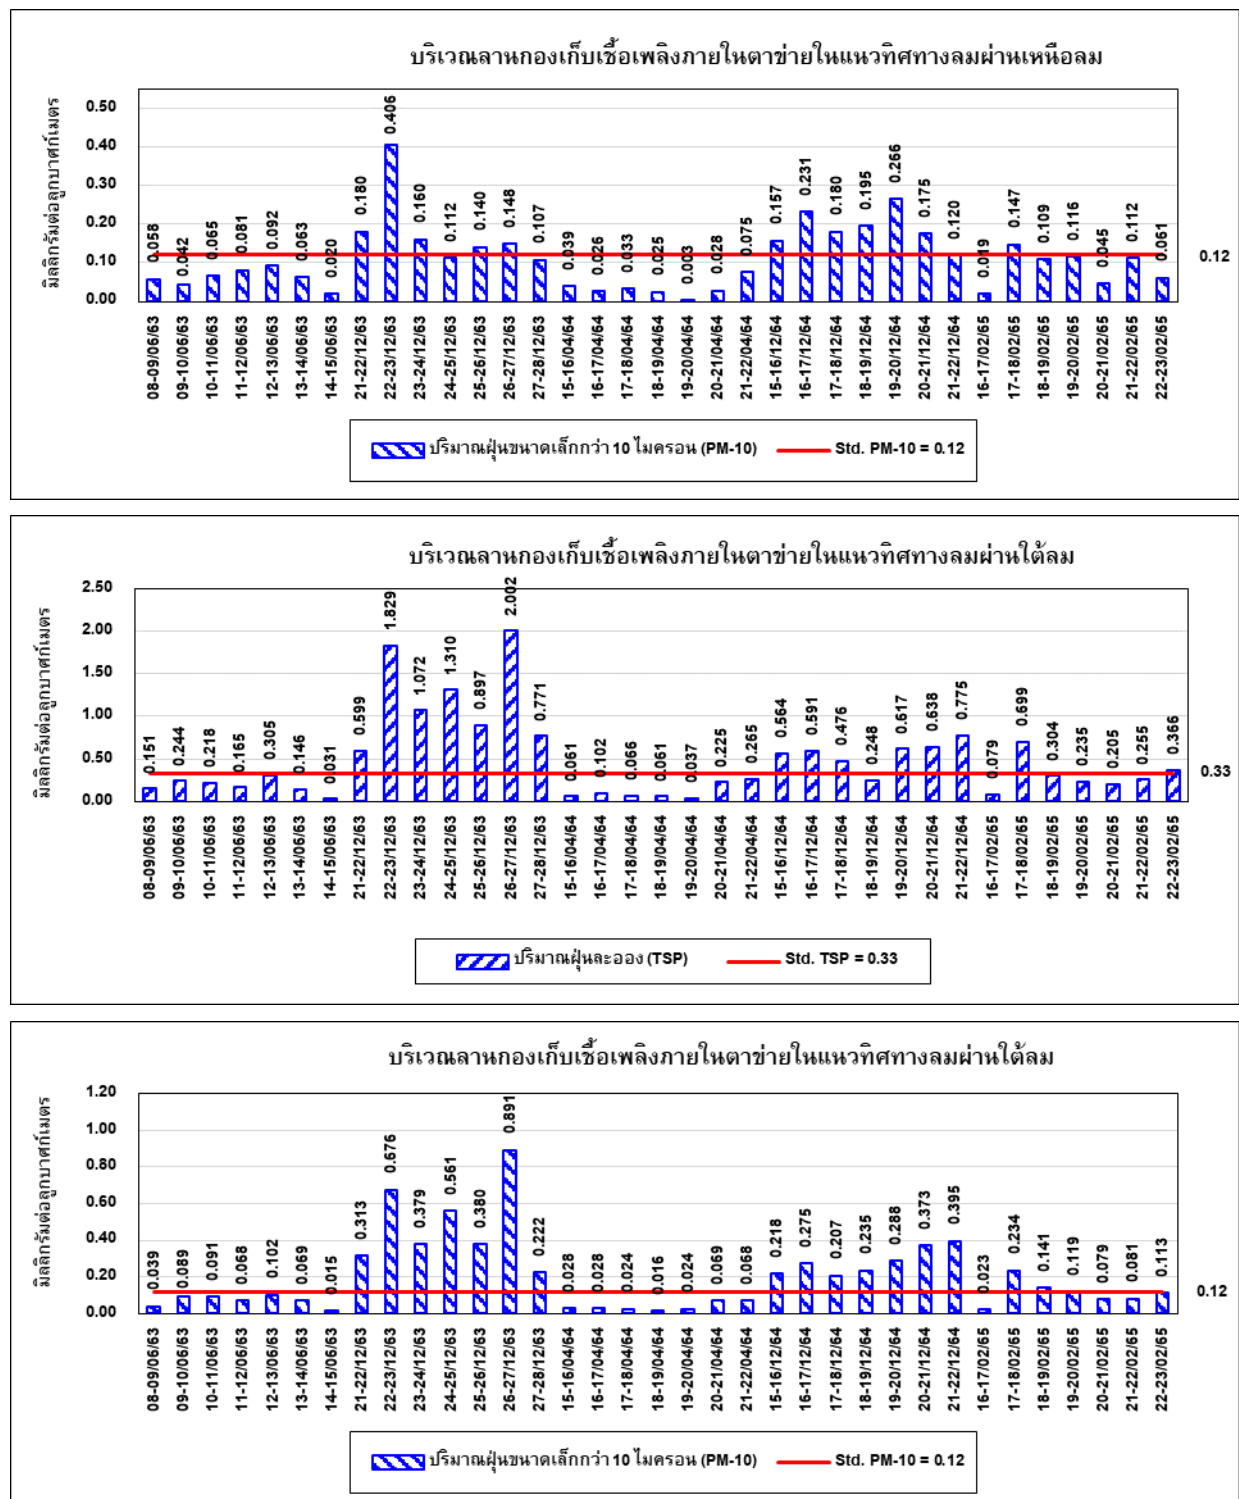 บริเวณลานกองเก็บเชื้อเพลิงภายในตาข่ายในแนวทิศทางลมผ่านเหนือลม
มิลลิกรัมต่อลูกบาศก์เมตร
0.50
0.40
0.30
0.20
0.10
0.00
0.058 0.042 0.065 0.081 0.092 0.063 0.020 0.180 0.406 0.160 0.112 0.140 0.148 0.107 0.039 0.026 0.033 0.025 0.003 0.028 0.075 0.157 0.231 0.180 0.195 0.266 0.175 0.120 0.019 0.147 0.109 0.116 0.045 0.112 0.061
0.12
08-09/06/63 09-10/06/63 10-11/06/63 11-12/06/63 12-13/06/63 13-14/06/63 14-15/06/63 21-22/12/63 22-23/12/63 23-24/12/63 24-25/12/63 25-26/12/63 26-27/12/63 27-28/12/63 15-16/04/64 16-17/04/64 17-18/04/64 18-19/04/64 19-20/04/64 20-21/04/64 21-22/04/64 15-16/12/64 16-17/12/64 17-18/12/64 18-19/12/64 19-20/12/64 20-21/12/64 21-22/12/64 16-17/02/65 17-18/02/65 18-19/02/65 19-20/02/65 20-21/02/65 21-22/02/65 22-23/02/65
ปริมาณฝุ่นขนาดเล็กกว่า 10 ไมครอน (PM-10) Std. PM-10 = 0.12
บริเวณลานกองเก็บเชื้อเพลิงภายในตาข่ายในแนวทิศทางลมผ่านใต้ลม
มิลลิกรัมต่อลูกบาศก์เมตร
2.50
2.00
1.50
1.00
0.50
0.00
0.151 0.244 0.218 0.165 0.305 0.146 0.031 0.599 1.829 1.072 1.310 0.897 2.002 0.771 0.061 0.102 0.066 0.061 0.037 0.225 0.265 0.564 0.591 0.476 0.248 0.617 0.638 0.775 0.079 0.699 0.304 0.235 0.205 0.255 0.366
0.33
08-09/06/63 09-10/06/63 10-11/06/63 11-12/06/63 12-13/06/63 13-14/06/63 14-15/06/63 21-22/12/63 22-23/12/63 23-24/12/63 24-25/12/63 25-26/12/63 26-27/12/63 27-28/12/63 15-16/04/64 16-17/04/64 17-18/04/64 18-19/04/64 19-20/04/64 20-21/04/64 21-22/04/64 15-16/12/64 16-17/12/64 17-18/12/64 18-19/12/64 19-20/12/64 20-21/12/64 21-22/12/64 16-17/02/65 17-18/02/65 18-19/02/65 19-20/02/65 20-21/02/65 21-22/02/65 22-23/02/65
ปริมาณฝุ่นละออง (TSP) Std. TSP = 0.33
บริเวณลานกองเก็บเชื้อเพลิงภายในตาข่ายในแนวทิศทางลมผ่านใต้ลม
มิลลิกรัมต่อลูกบาศก์เมตร
1.20
1.00
0.80
0.60
0.40
0.20
0.00
0.039 0.089 0.091 0.068 0.102 0.069 0.015 0.313 0.676 0.379 0.561 0.380 0.891 0.222 0.028 0.028 0.024 0.016 0.024 0.069 0.068 0.218 0.275 0.207 0.235 0.288 0.373 0.395 0.023 0.234 0.141 0.119 0.079 0.081 0.113
0.12
08-09/06/63 09-10/06/63 10-11/06/63 11-12/06/63 12-13/06/63 13-14/06/63 14-15/06/63 21-22/12/63 22-23/12/63 23-24/12/63 24-25/12/63 25-26/12/63 26-27/12/63 27-28/12/63 15-16/04/64 16-17/04/64 17-18/04/64 18-19/04/64 19-20/04/64 20-21/04/64 21-22/04/64 15-16/12/64 16-17/12/64 17-18/12/64 18-19/12/64 19-20/12/64 20-21/12/64 21-22/12/64 16-17/02/65 17-18/02/65 18-19/02/65 19-20/02/65 20-21/02/65 21-22/02/65 22-23/02/65
ปริมาณฝุ่นขนาดเล็กกว่า 10 ไมครอน (PM-10) Std. PM-10 = 0.12